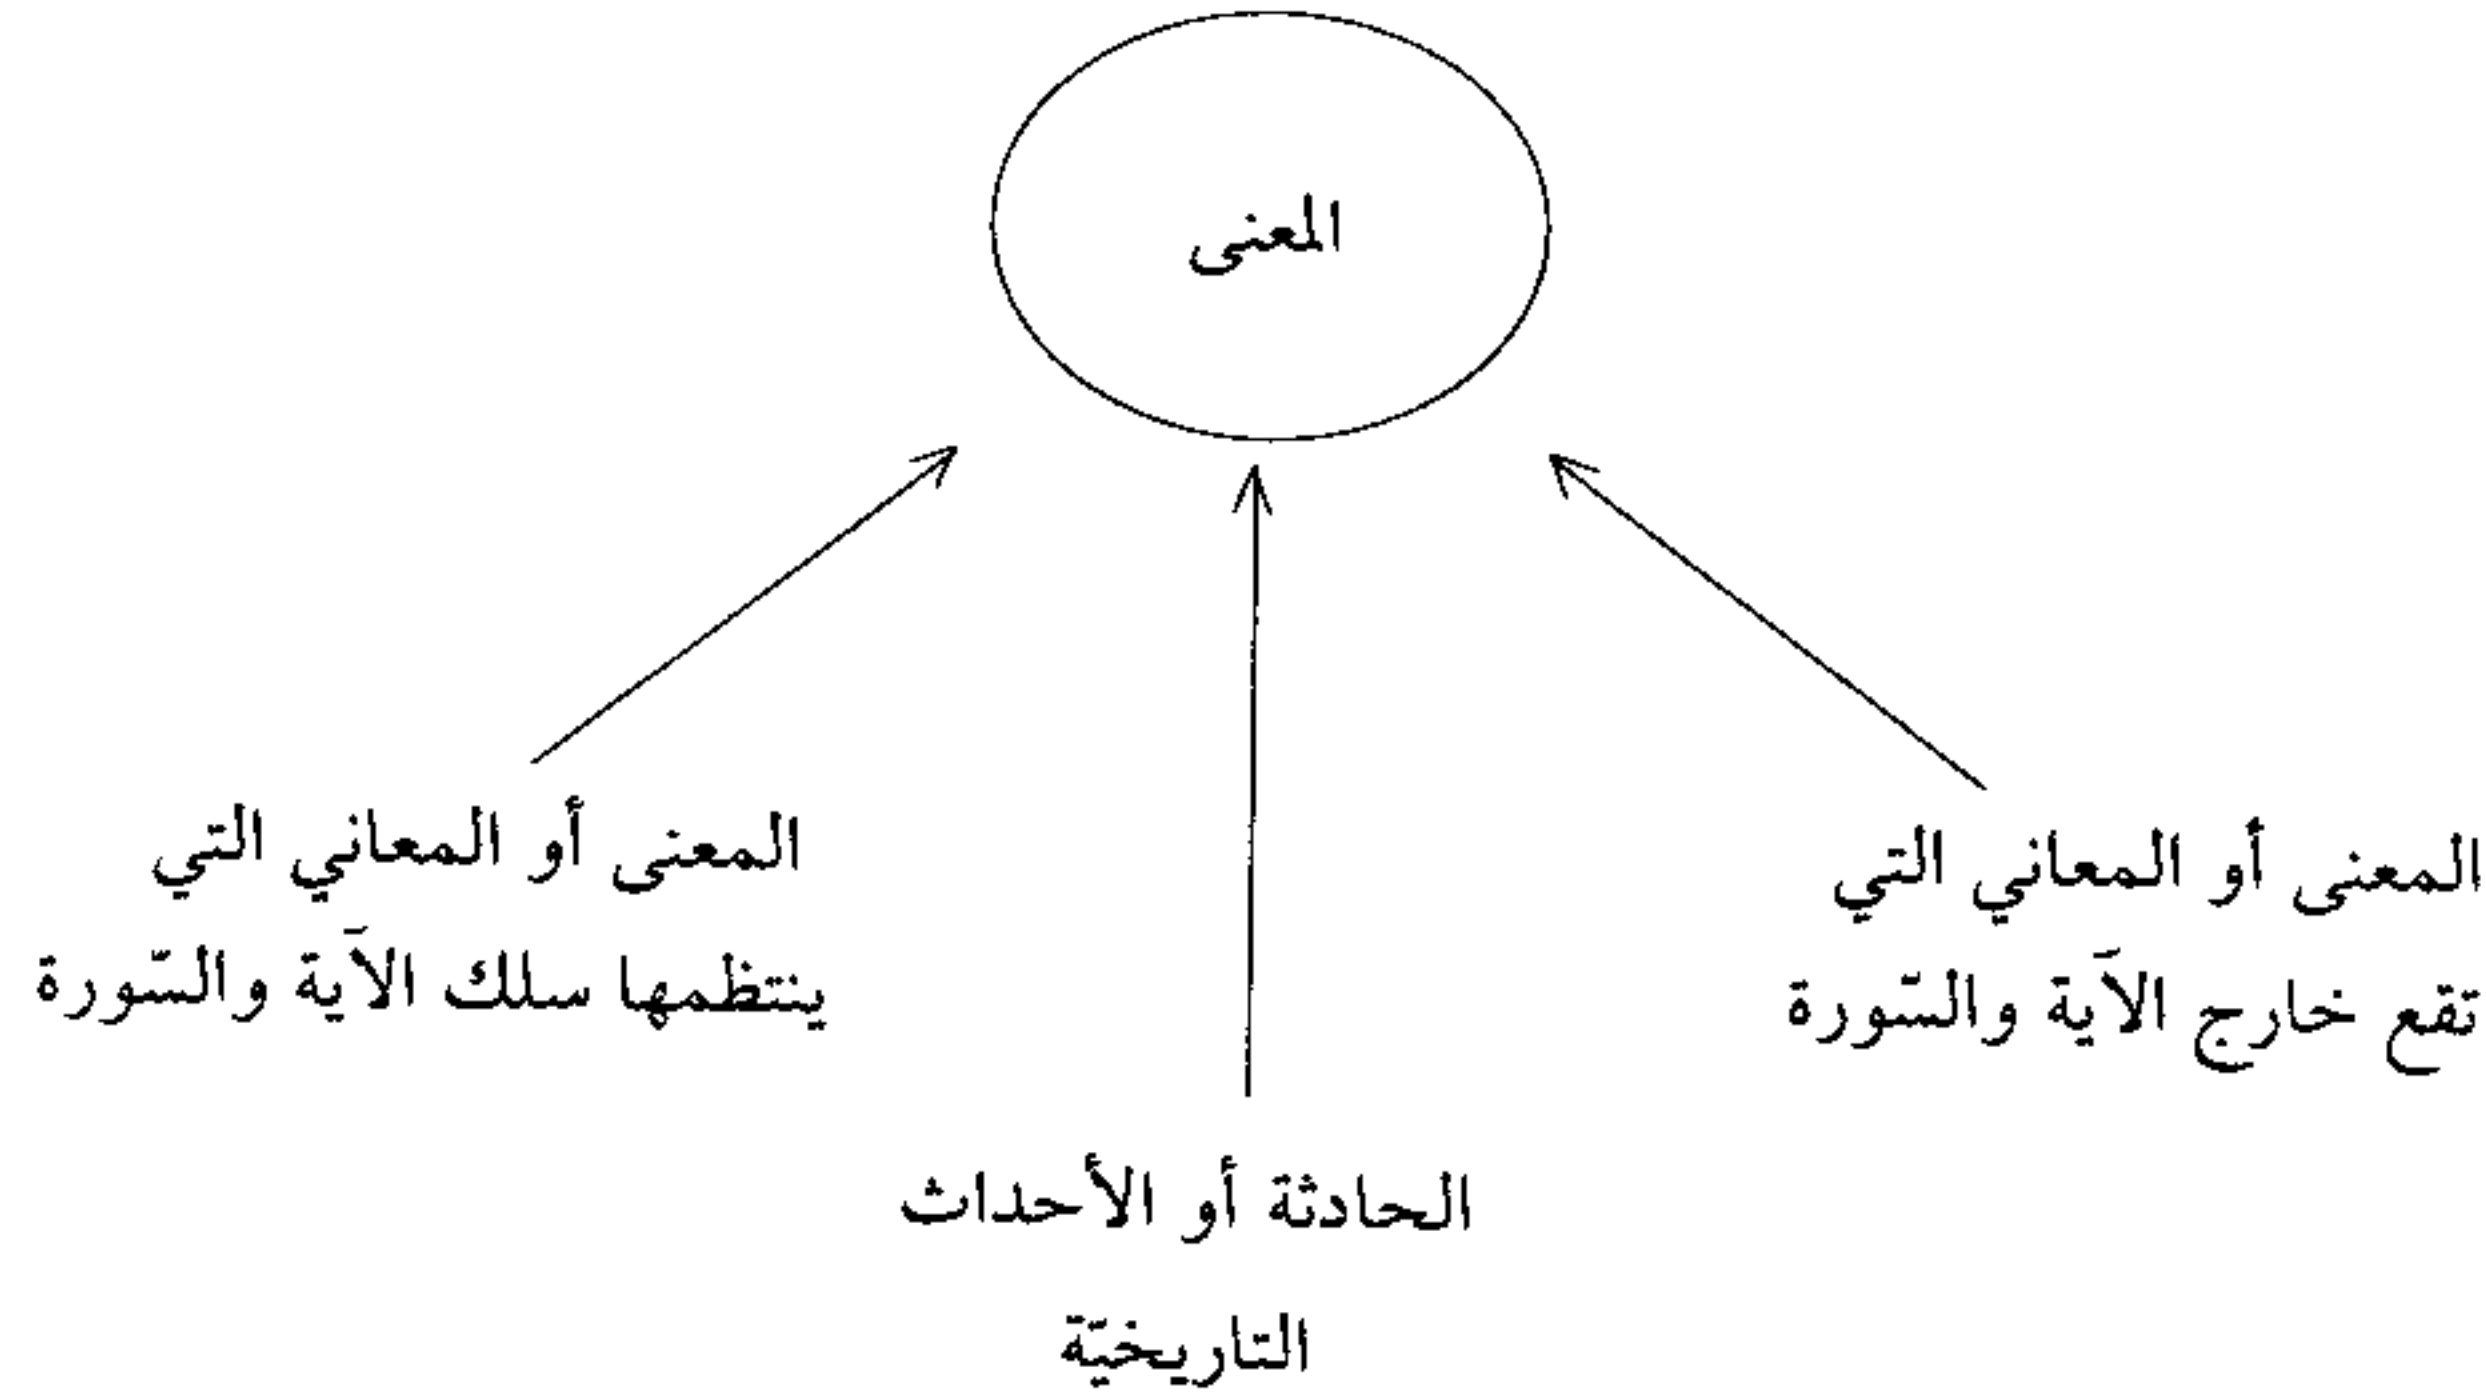 المعنى
المعنى أو المعاني التي
تقع خارج الآية والسّورة
المعنى أو المعاني التي
ينتظمها سلك الآية والسّورة
الحادثة أو الأحداث
التاريخيّة